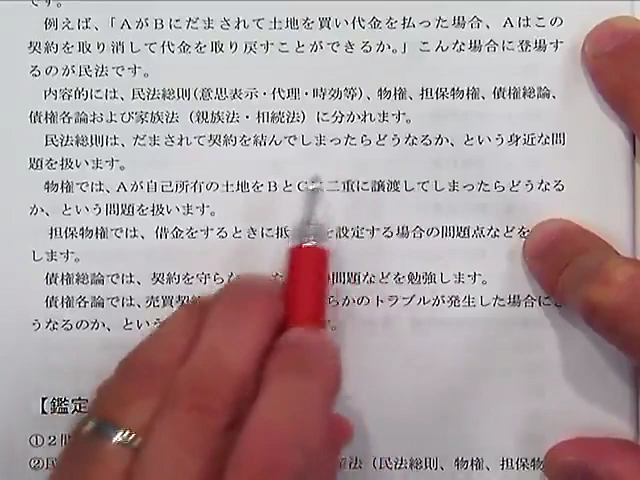 です。
例えば、「AがBにだまされて土地を買い代金を払った場合、Aはこの
契約を取り消して代金を取り戻すことができるか。」こんな場合に登場す
るのが民法です。
内容的には、民法総則(意思表示・代理・時効等)、物権、担保物権、債権総論、
債権各論および家族法（親族法・相続法）に分かれます。
民法総則は、だまされて契約を結んでしまったらどうなるか、という身近な問
題を扱います。
物権では、Aが自己所有の土地をBとC 二重に譲渡してしまったらどうなる
か、という問題を扱います。
担保物権では、借金をするときに抵 を設定する場合の問題点などを
します。
債権総論では、契約を守らな 問題などを勉強します。
債権各論では、売買契 らかのトラブルが発生した場合に
うなるのか、とい す。
【鑑定
①２
② 法（民法総則、物権、担保物